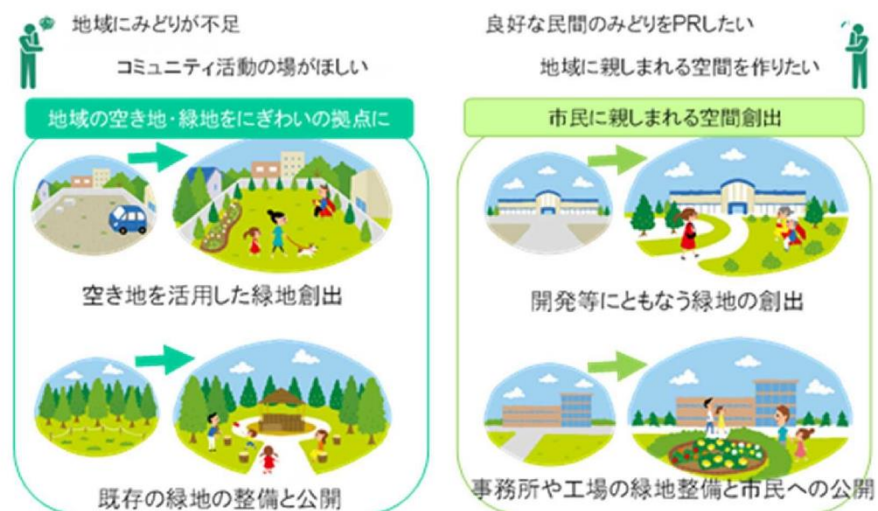 地域にみどりが不足
コミュニティ活動の場がほしい
地域の空き地・緑地をにぎわいの拠点に
空き地を活用した緑地創出
既存の緑地の整備と公開
良好な民間のみどりをPRしたい
地域に親しまれる空間を作りたい
市民に親しまれる空間創出
開発等にともなう緑地の創出
事務所や工場の緑地整備と市民への公開